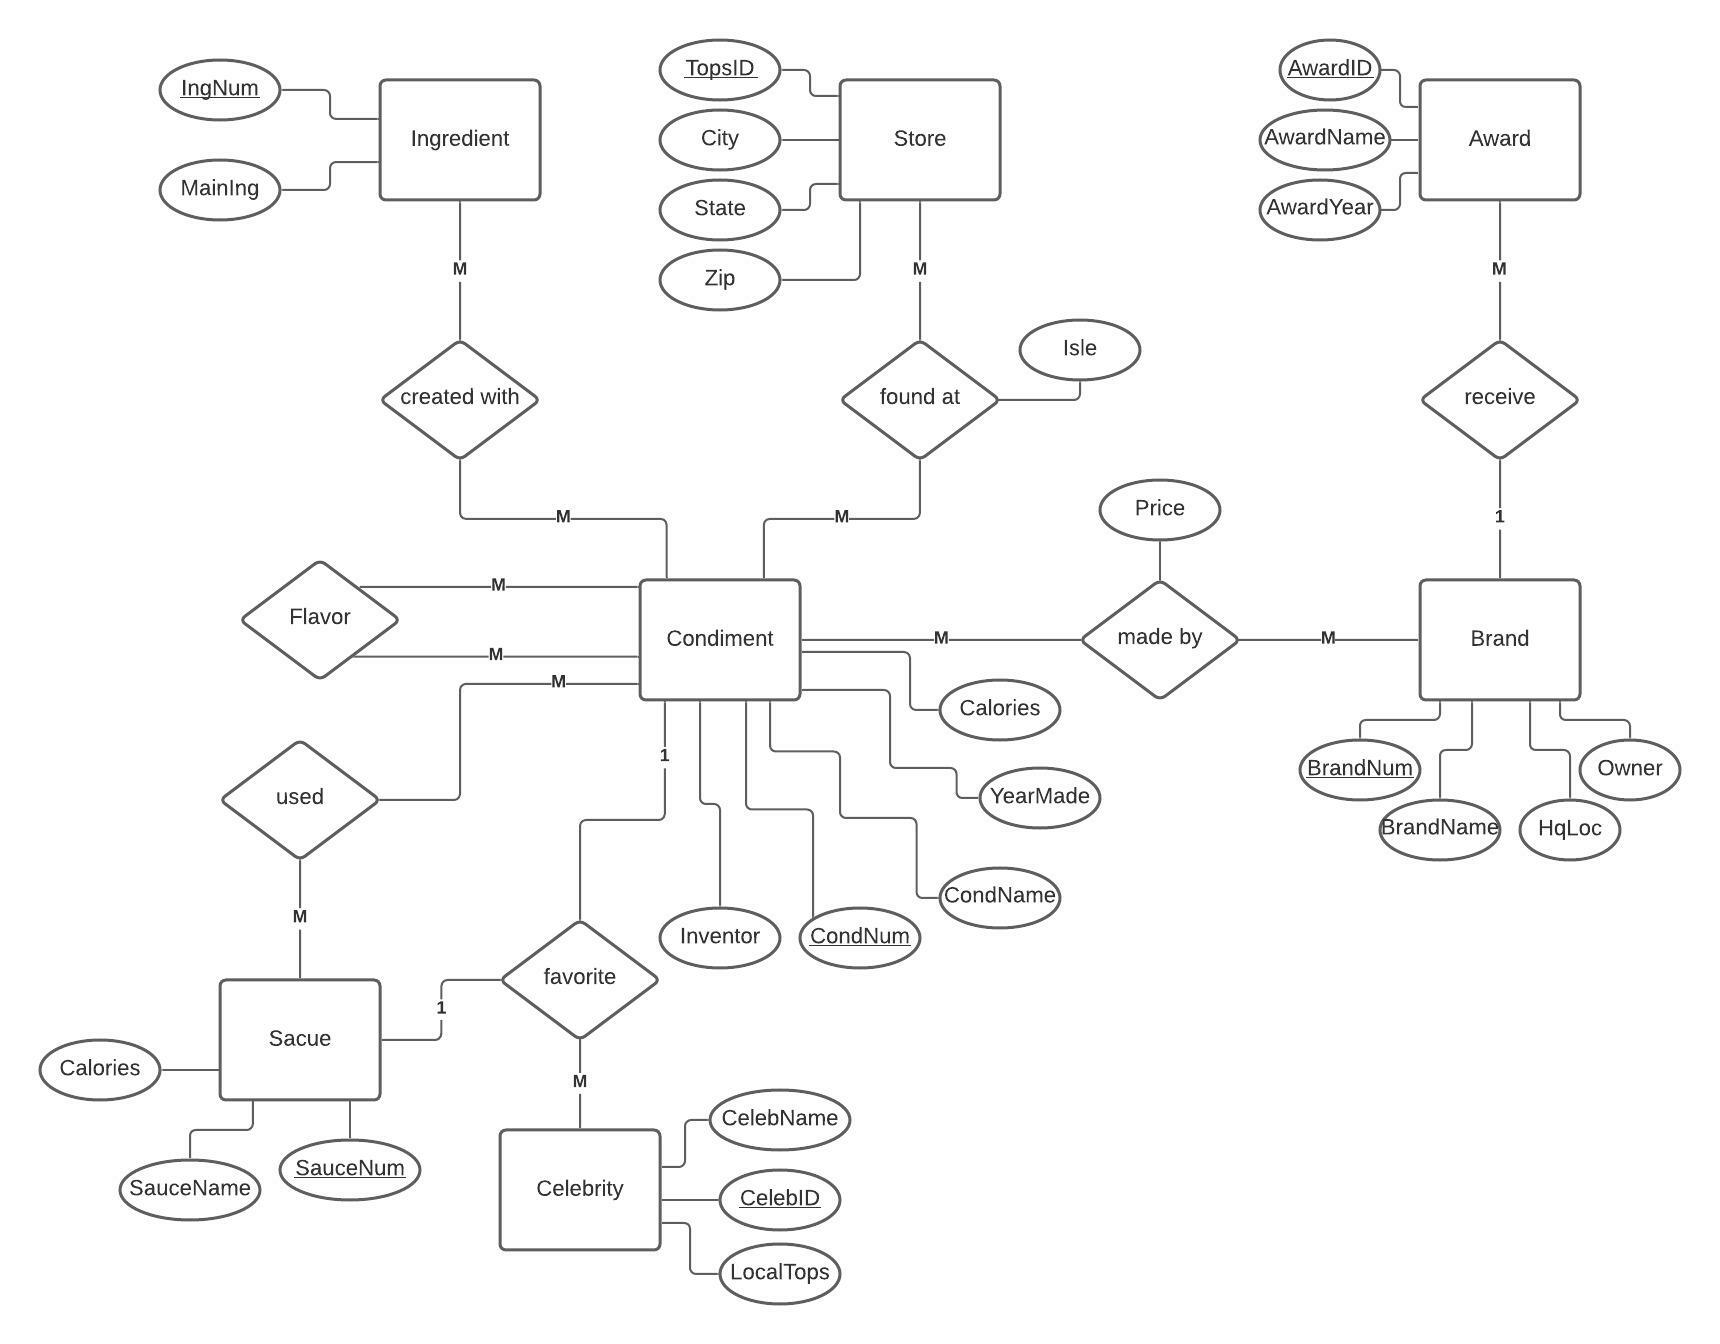 IngNum
MainIng
Ingredient
TopsID
City
State
Zip
Store
AwardID
AwardName
AwardYear
Award
M
M
M
Isle
created with
found at
receive
M
M
1
Price
Flavor
M
M
M
Condiment
M
made by
M
Brand
Calories
YearMade
CondName
Inventor
CondNum
BrandNum
BrandName
HqLoc
Owner
used
M
1
favorite
1
M
Sacue
Calories
SauceName
SauceNum
Celebrity
CelebName
CelebID
LocalTops